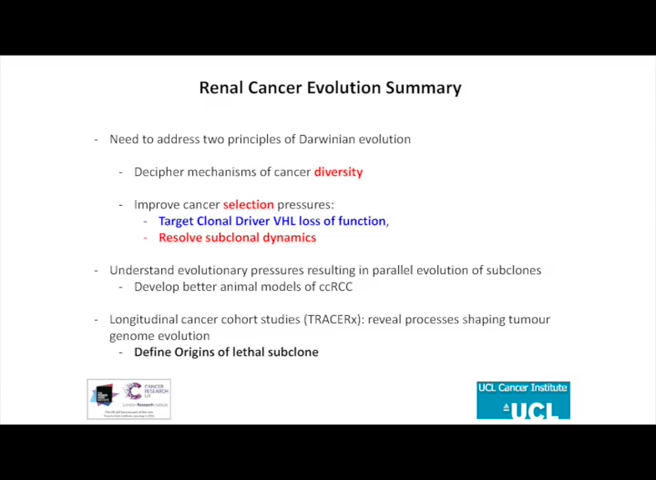 Renal Cancer Evolution Summary
- Need to address two principles of Darwinian evolution
- Decipher mechanisms of cancer diversity
- Improve cancer selection pressures:
- Target Clonal Driver VHL loss of function,
- Resolve subclonal dynamics
- Understand evolutionary pressures resulting in parallel evolution of subclones
- Develop better animal models of ccRCC
- Longitudinal cancer cohort studies (TRACERx): reveal processes shaping tumour
genome evolution
- Define Origins of lethal subclone
CANCER
RESEARCH
UK
London Research Institute
UCL Cancer Institute
UCL